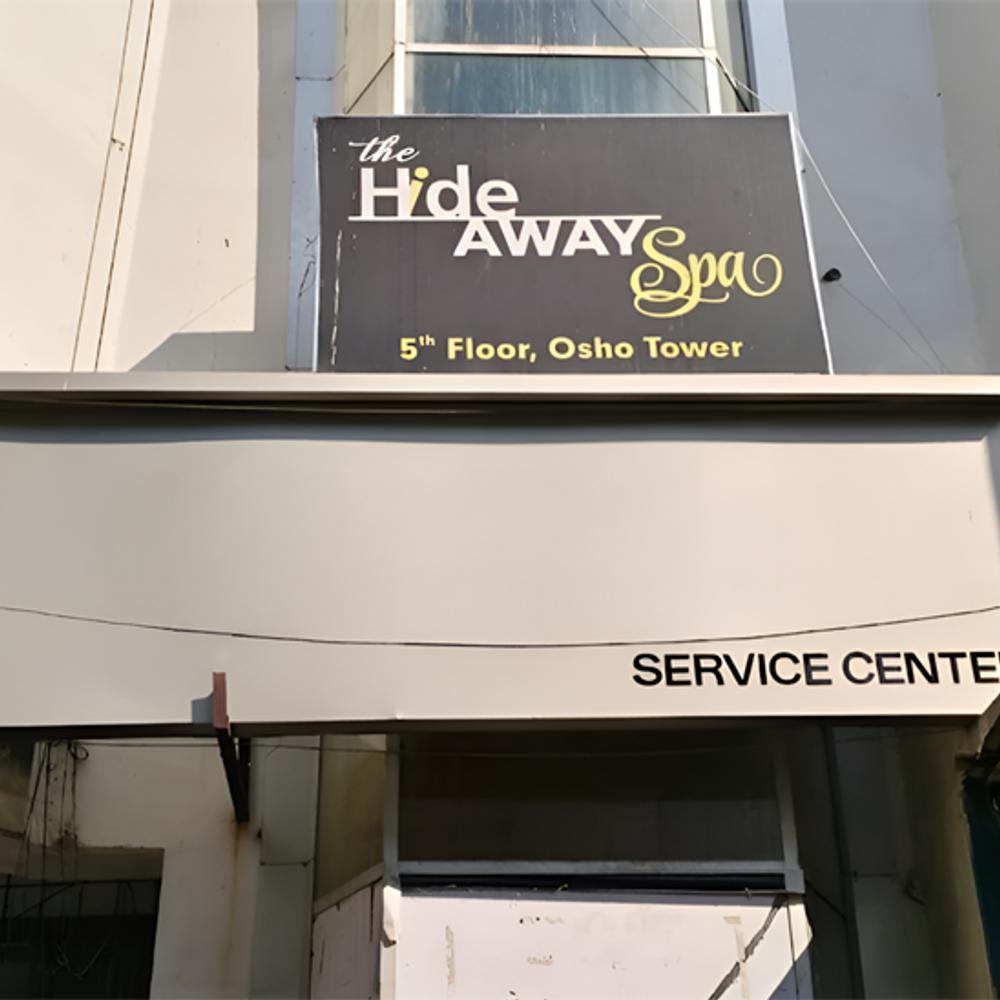 the
Hide
AWAY
Spa
5th Floor, Osho Tower
SERVICE CENTE